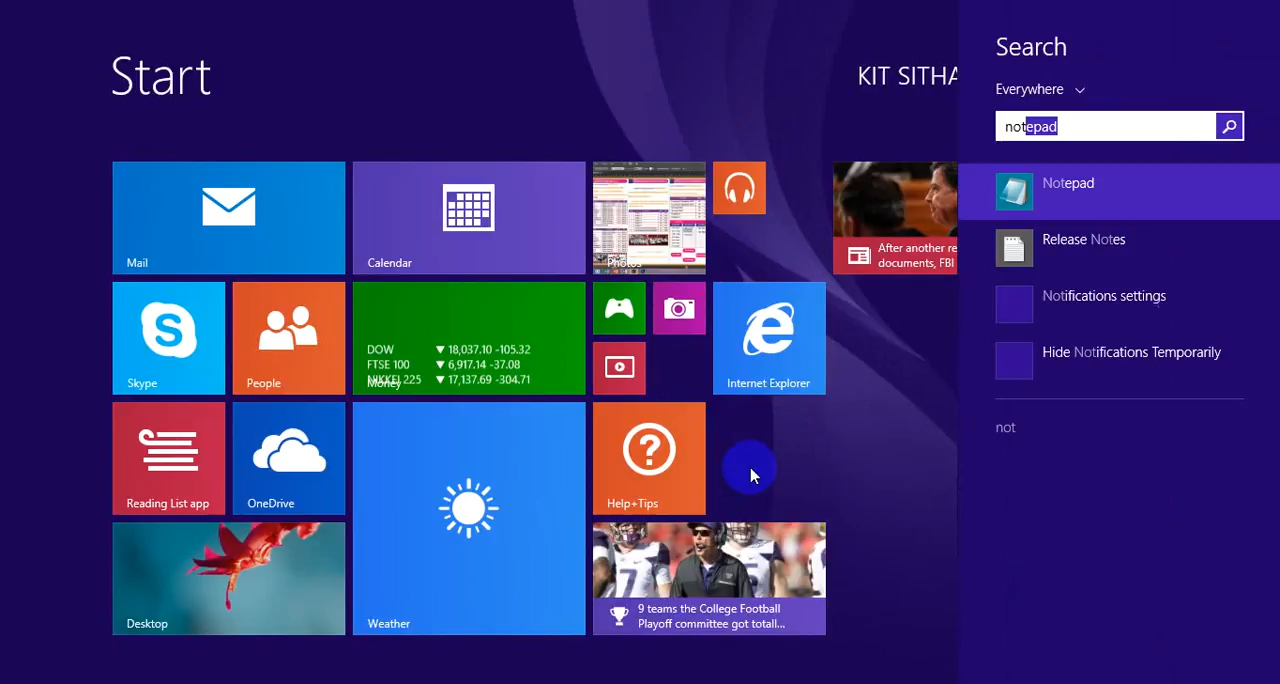 Start
KIT SITHA
Mail
Calendar
Photos
After another re
documents, FBI
Skype
People
DOW ▼ 18,037.10 -105.32
FTSE 100 ▼ 6,917.14 -37.08
NIKKEI 225 ▼ 17,137.69 -304.71
Money
Internet Explorer
Reading List app
OneDrive
Weather
Help+Tips
Desktop
9 teams the College Football
Playoff committee got totall...
Search
Everywhere
notepad
Notepad
Release Notes
Notifications settings
Hide Notifications Temporarily
not